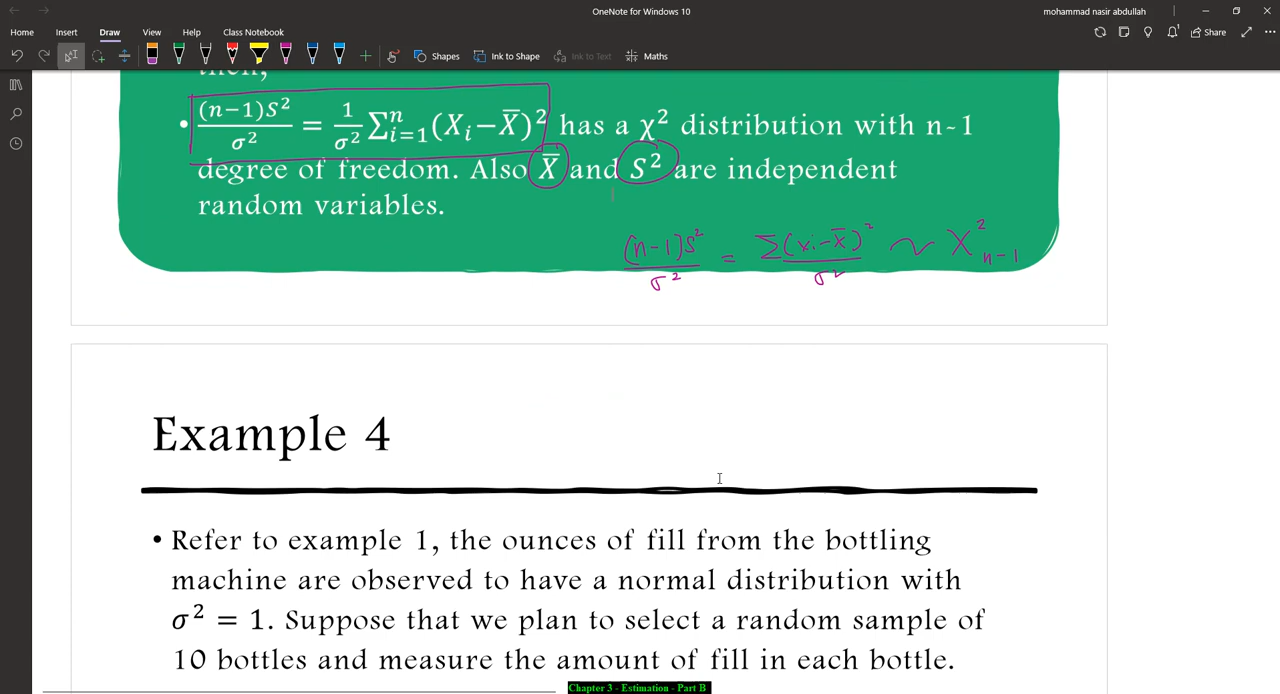 OneNote for Windows 10
mohammad nasir abdullah
Home Insert Draw View Help Class Notebook
Share
Shapes Ink to Shape Ink to Text Maths
then,
• (n−1)S²/σ² = 1/σ² ∑ⁿᵢ₌₁(Xᵢ−X̅)² has a χ² distribution with n-1
degree of freedom. Also X̅ and S² are independent
random variables.
(n-1)S²/σ² = Σ(xi-x̅)²/σ² ~ X²n-1
Example 4
• Refer to example 1, the ounces of fill from the bottling
machine are observed to have a normal distribution with
σ² = 1. Suppose that we plan to select a random sample of
10 bottles and measure the amount of fill in each bottle.
Chapter 3 - Estimation - Part B